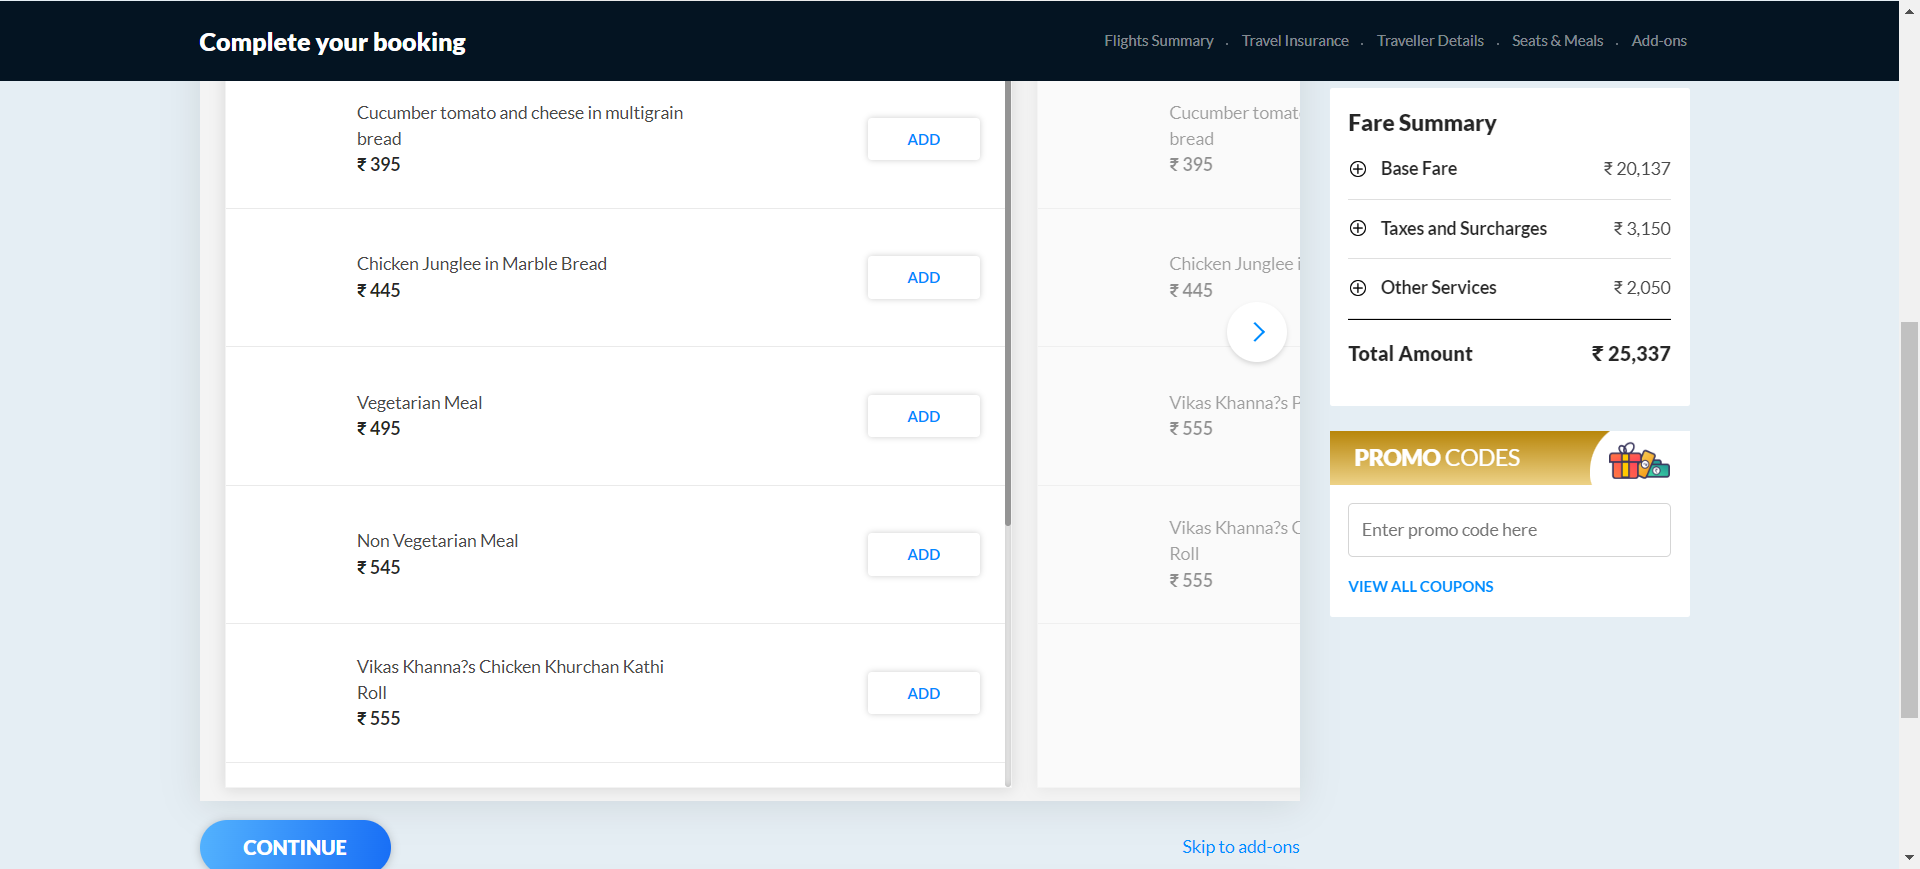 Complete your booking
Flights Summary . Travel Insurance . Traveller Details . Seats & Meals . Add-ons
Cucumber tomato and cheese in multigrain
bread
₹ 395
ADD
Chicken Junglee in Marble Bread
₹ 445
ADD
Vegetarian Meal
₹ 495
ADD
Non Vegetarian Meal
₹ 545
ADD
Vikas Khanna?s Chicken Khurchan Kathi
Roll
₹ 555
ADD
Cucumber tomat
bread
₹ 395
Chicken Junglee i
₹ 445
Vikas Khanna?s P
₹ 555
Vikas Khanna?s C
Roll
₹ 555
Fare Summary
Base Fare ₹ 20,137
Taxes and Surcharges ₹ 3,150
Other Services ₹ 2,050
Total Amount ₹ 25,337
PROMO CODES
Enter promo code here
VIEW ALL COUPONS
CONTINUE
Skip to add-ons